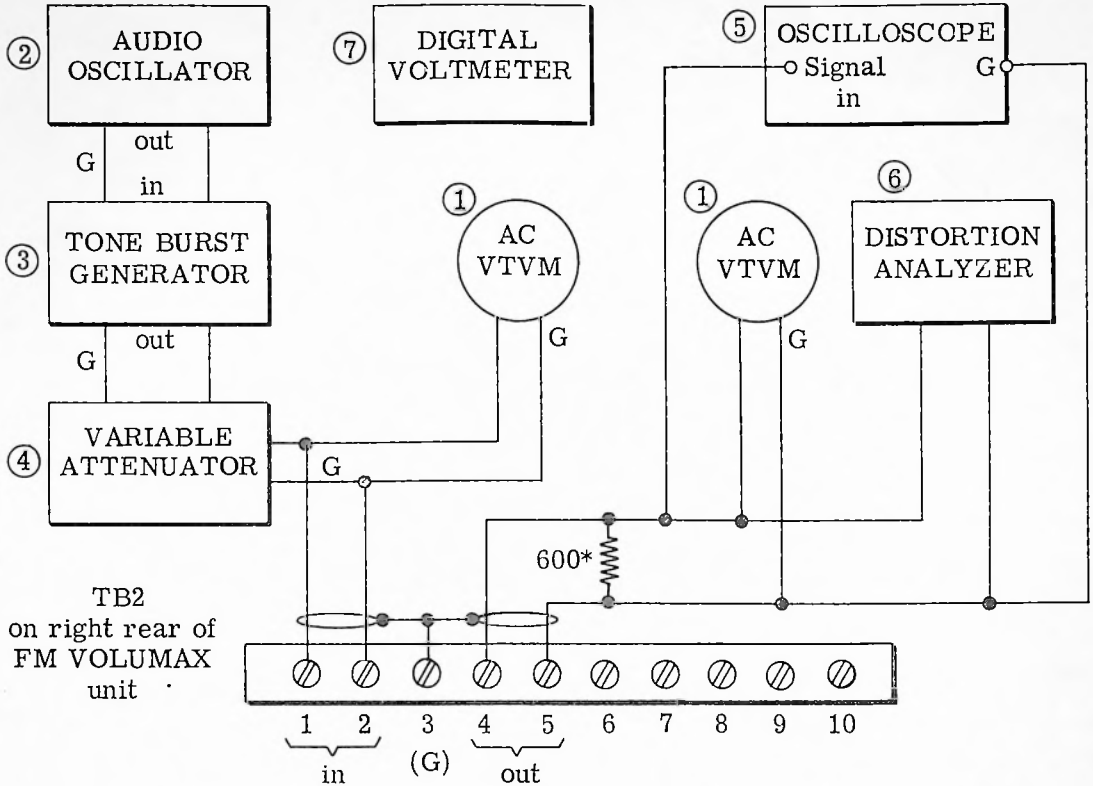 ② AUDIO
OSCILLATOR
G
out
in
③ TONE BURST
GENERATOR
G
out
④ VARIABLE
ATTENUATOR
G
⑦ DIGITAL
VOLTMETER
① AC
VTVM
G
⑤ OSCILLOSCOPE
Signal
in
G
① AC
VTVM
G
⑥
DISTORTION
ANALYZER
600*
TB2
on right rear of
FM VOLUMAX
unit
1 2 3 4 5 6 7 8 9 10
in
(G)
out